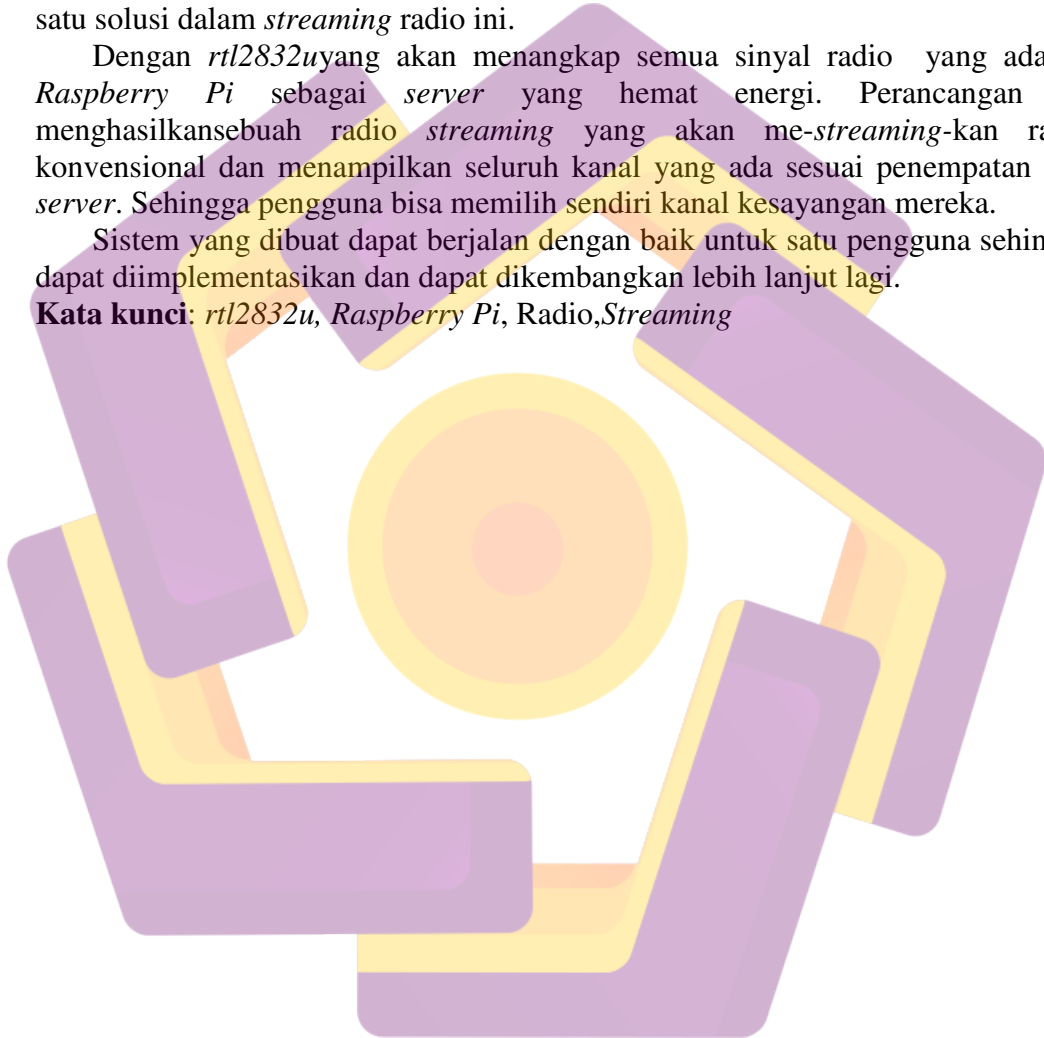 satu solusi dalam streaming radio ini.
Dengan rtl2832uyang akan menangkap semua sinyal radio yang ada
Raspberry Pi sebagai server yang hemat energi. Perancangan
menghasilkansebuah radio streaming yang akan me-streaming-kan ra
konvensional dan menampilkan seluruh kanal yang ada sesuai penempatan
server. Sehingga pengguna bisa memilih sendiri kanal kesayangan mereka.
Sistem yang dibuat dapat berjalan dengan baik untuk satu pengguna sehin
dapat diimplementasikan dan dapat dikembangkan lebih lanjut lagi.
Kata kunci: rtl2832u, Raspberry Pi, Radio,Streaming